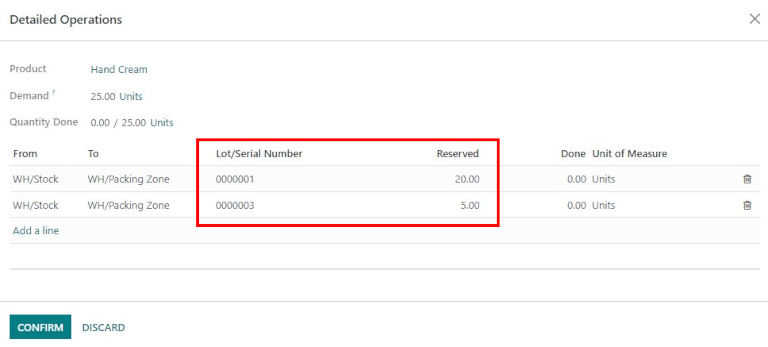 Detailed Operations
Product Hand Cream
Demand ? 25.00 Units
Quantity Done 0.00 / 25.00 Units
From To Lot/Serial Number Reserved Done Unit of Measure
WH/Stock WH/Packing Zone 0000001 20.00 0.00 Units
WH/Stock WH/Packing Zone 0000003 5.00 0.00 Units
Add a line
CONFIRM DISCARD